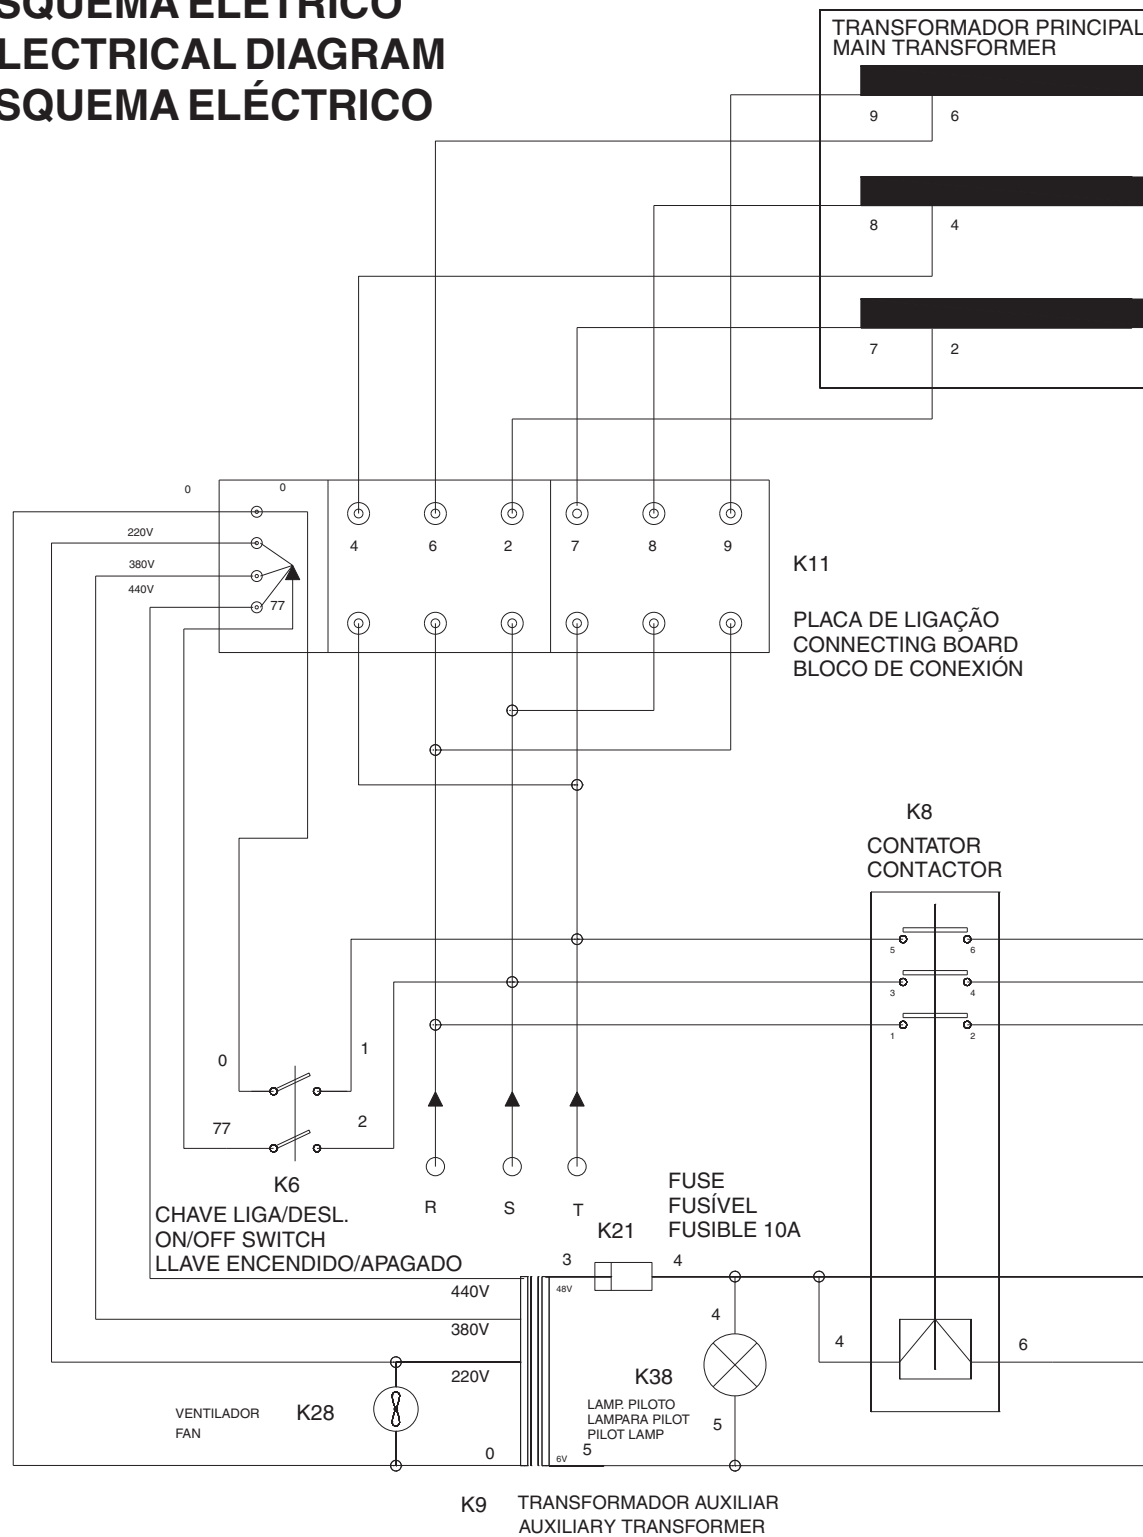 SQUEMA ELÉTRICO
LECTRICAL DIAGRAM
SQUEMA ELÉCTRICO
TRANSFORMADOR PRINCIPAL
MAIN TRANSFORMER
9 6
8 4
7 2
0 0
220V
380V
440V
77
4 6 2 7 8 9
K11
PLACA DE LIGAÇÃO
CONNECTING BOARD
BLOCO DE CONEXIÓN
K8
CONTATOR
CONTACTOR
5 6
3 4
1 2
0 1
77 2
K6
CHAVE LIGA/DESL.
ON/OFF SWITCH
LLAVE ENCENDIDO/APAGADO
R S T
FUSE
FUSÍVEL
FUSIBLE 10A
K21
3 4
440V
48V
380V
220V
4
4
6
K38
LAMP. PILOTO
LAMPARA PILOT
PILOT LAMP
5
VENTILADOR
FAN
K28
0
6V
5
K9
TRANSFORMADOR AUXILIAR
AUXILIARY TRANSFORMER